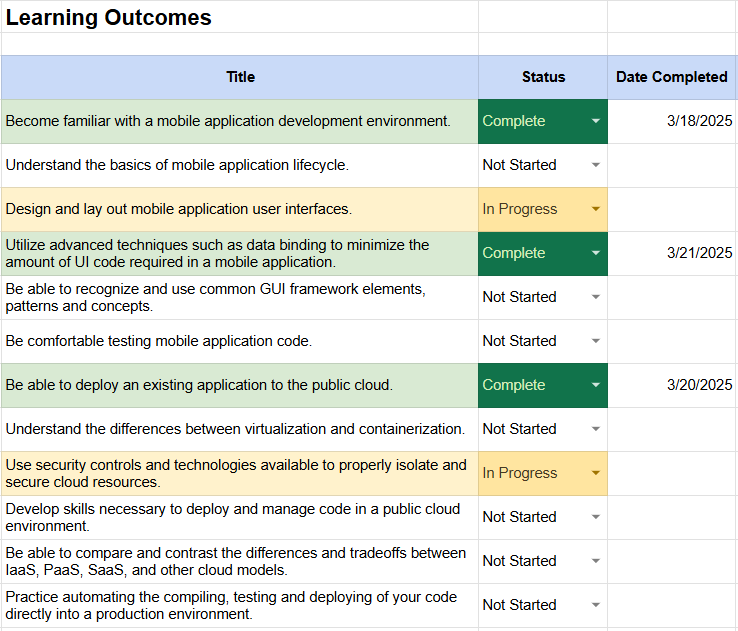 Learning Outcomes
Title Status Date Completed
Become familiar with a mobile application development environment. Complete 3/18/2025
Understand the basics of mobile application lifecycle. Not Started
Design and lay out mobile application user interfaces. In Progress
Utilize advanced techniques such as data binding to minimize the
amount of UI code required in a mobile application. Complete 3/21/2025
Be able to recognize and use common GUI framework elements,
patterns and concepts. Not Started
Be comfortable testing mobile application code. Not Started
Be able to deploy an existing application to the public cloud. Complete 3/20/2025
Understand the differences between virtualization and containerization. Not Started
Use security controls and technologies available to properly isolate and
secure cloud resources. In Progress
Develop skills necessary to deploy and manage code in a public cloud
environment. Not Started
Be able to compare and contrast the differences and tradeoffs between
IaaS, PaaS, SaaS, and other cloud models. Not Started
Practice automating the compiling, testing and deploying of your code
directly into a production environment. Not Started